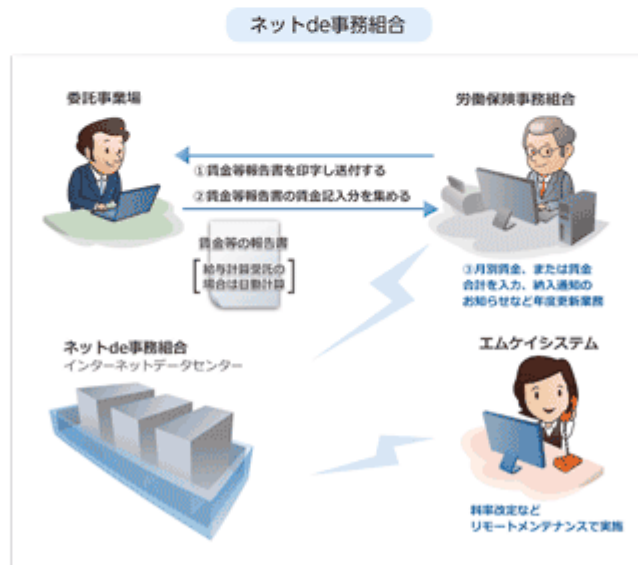 ネットde事務組合
委託事業場
労働保険事務組合
①賃金等報告書を印字し送付する
②賃金等報告書の賃金記入分を集める
賃金等の報告書
給与計算受託の
場合は自動計算
③月別賃金、または賃金
合計を入力、納入通知の
お知らせなど年度更新業務
ネットde事務組合
インターネットデータセンター
エムケイシステム
料率改定など
リモートメンテナンスで実施